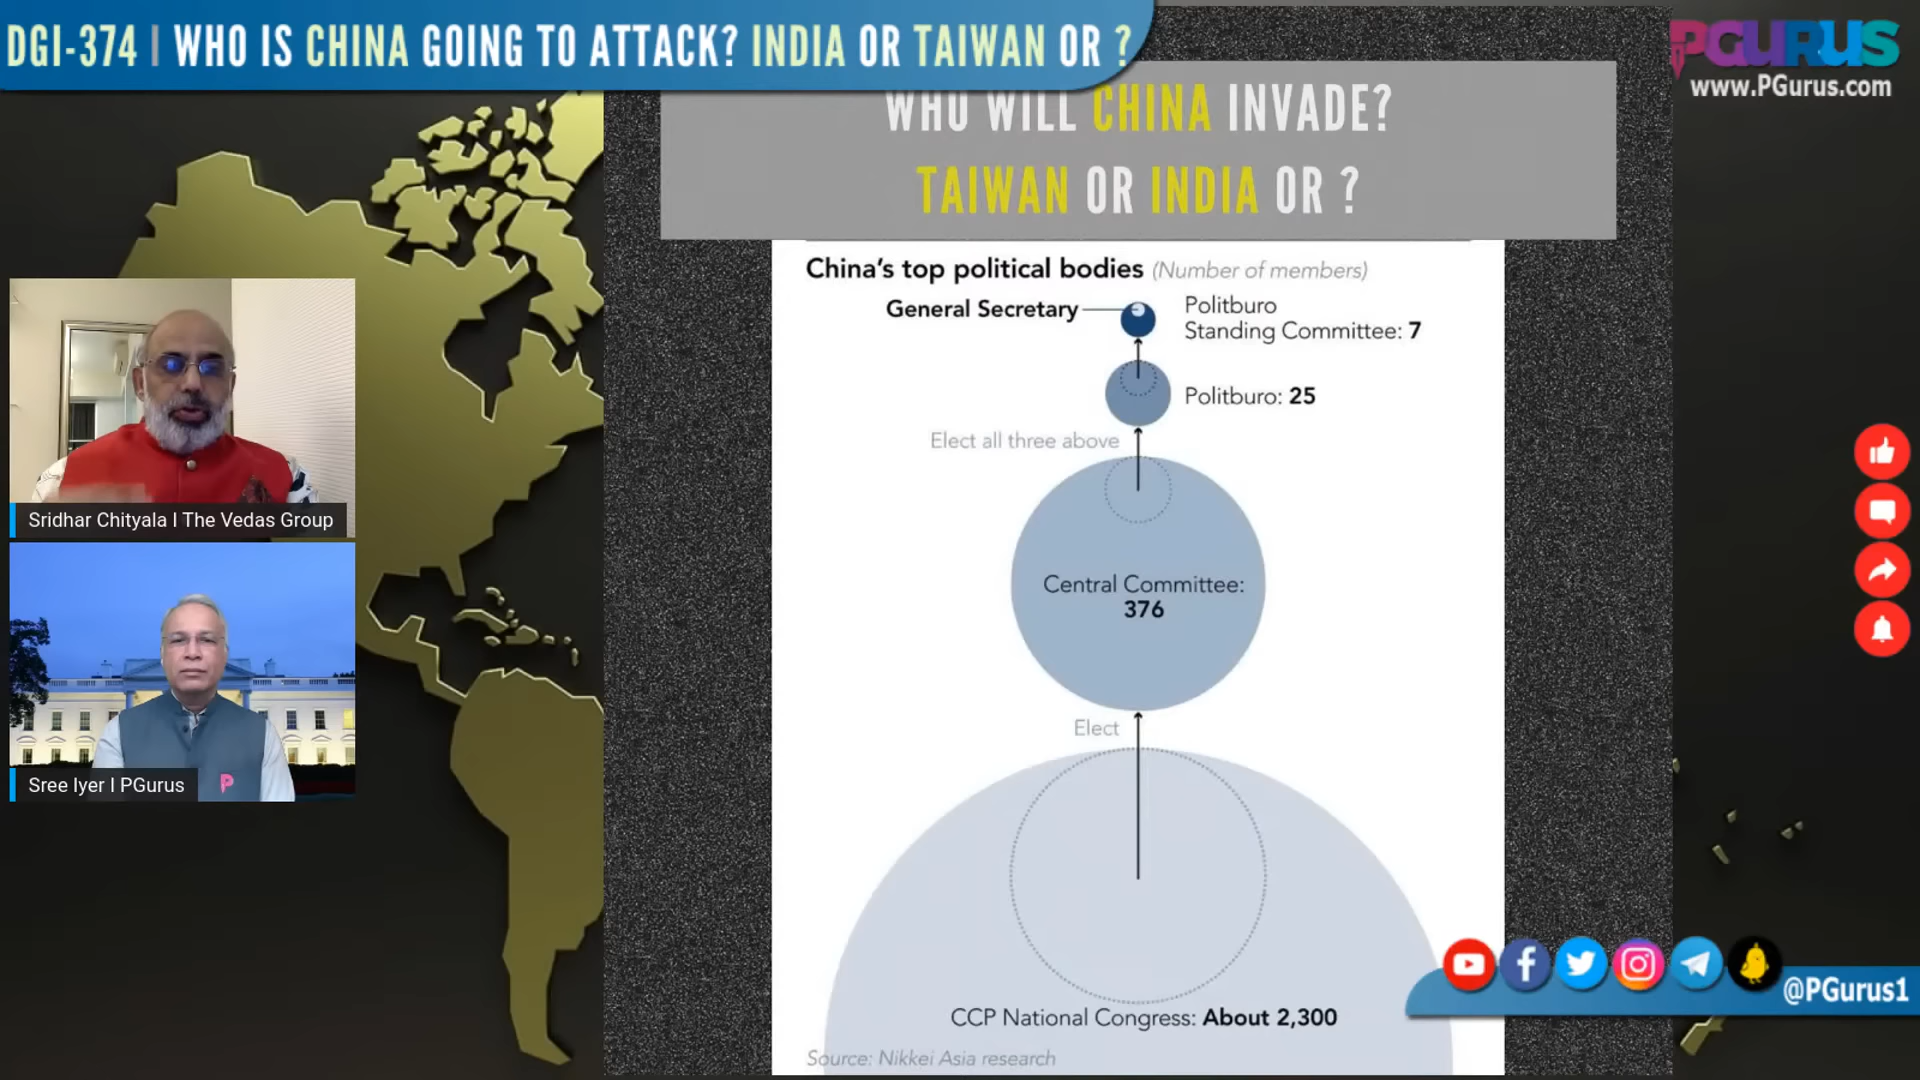 DGI-374 | WHO IS CHINA GOING TO ATTACK? INDIA OR TAIWAN OR ?
PGURUS
www.PGurus.com
WHO WILL CHINA INVADE?
TAIWAN OR INDIA OR ?
China's top political bodies (Number of members)
General Secretary
Politburo
Standing Committee: 7
Politburo: 25
Elect all three above
Central Committee:
376
Elect
CCP National Congress: About 2,300
Source: Nikkei Asia research
Sridhar Chityala I The Vedas Group
Sree Iyer I PGurus
P
@PGurus1